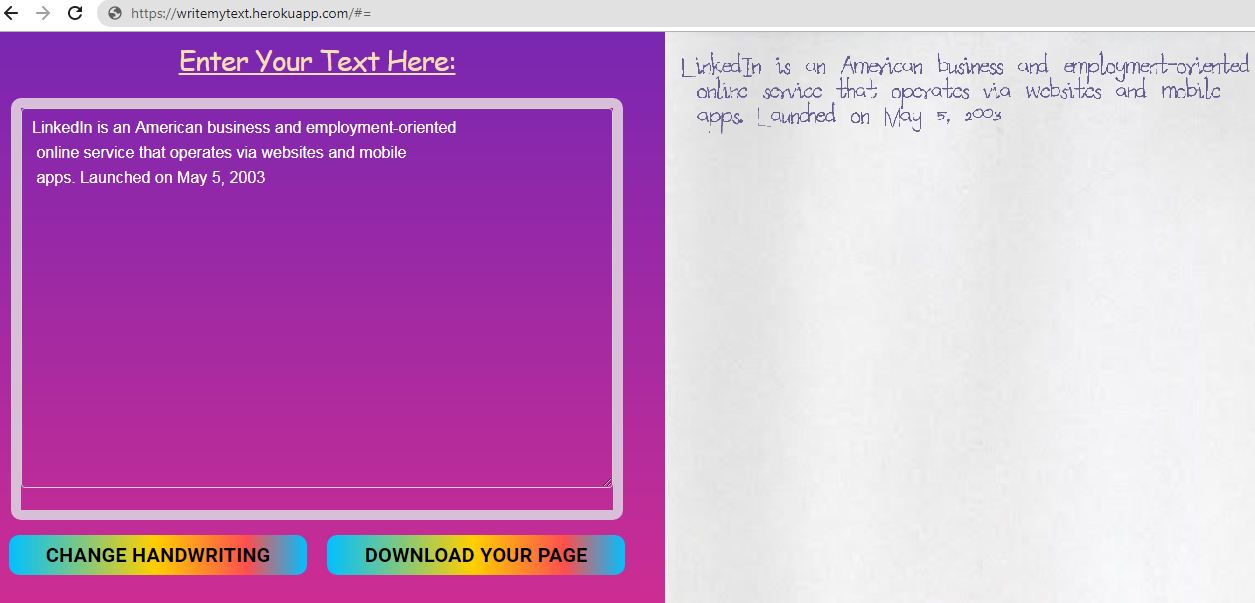 https://writemytext.herokuapp.com/#=
Enter Your Text Here:
LinkedIn is an American business and employment-oriented
online service that operates via websites and mobile
apps. Launched on May 5, 2003
CHANGE HANDWRITING
DOWNLOAD YOUR PAGE
LinkedIn is an American business and employment-oriented
online service that operates via websites and mobile
apps. Launched on May 5, 2003